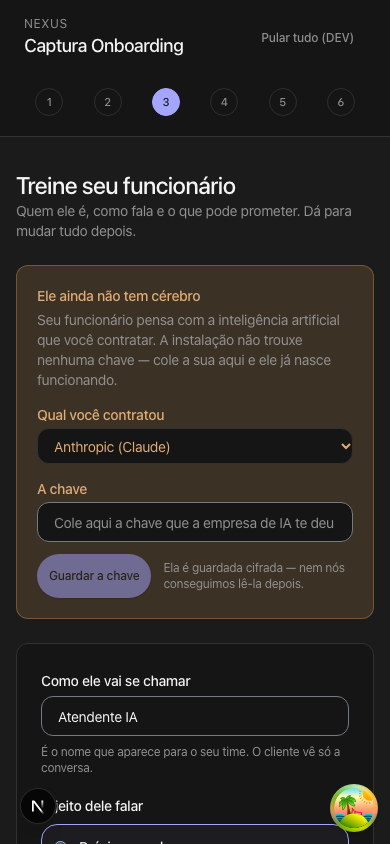 NEXUS
Captura Onboarding
Pular tudo (DEV)
1 2 3 4 5 6
Treine seu funcionário
Quem ele é, como fala e o que pode prometer. Dá para
mudar tudo depois.
Ele ainda não tem cérebro
Seu funcionário pensa com a inteligência artificial
que você contratar. A instalação não trouxe
nenhuma chave — cole a sua aqui e ele já nasce
funcionando.
Qual você contratou
Anthropic (Claude)
A chave
Cole aqui a chave que a empresa de IA te deu
Guardar a chave
Ela é guardada cifrada — nem nós
conseguimos lê-la depois.
Como ele vai se chamar
Atendente IA
É o nome que aparece para o seu time. O cliente vê só a
conversa.
N
jeito dele falar